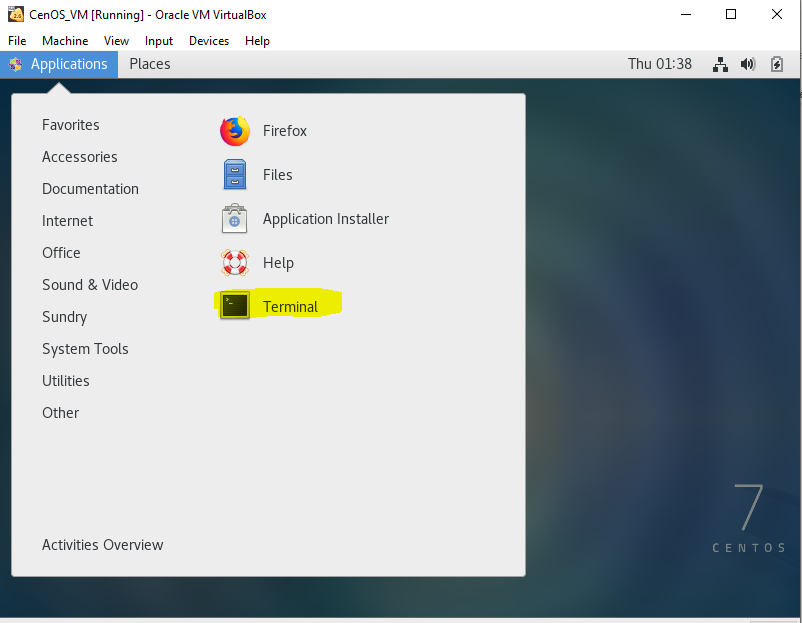 CenOS_VM [Running] - Oracle VM VirtualBox
File Machine View Input Devices Help
Applications Places Thu 01:38
Favorites
Accessories
Documentation
Internet
Office
Sound & Video
Sundry
System Tools
Utilities
Other
Activities Overview
Firefox
Files
Application Installer
Help
Terminal
7
CENTOS